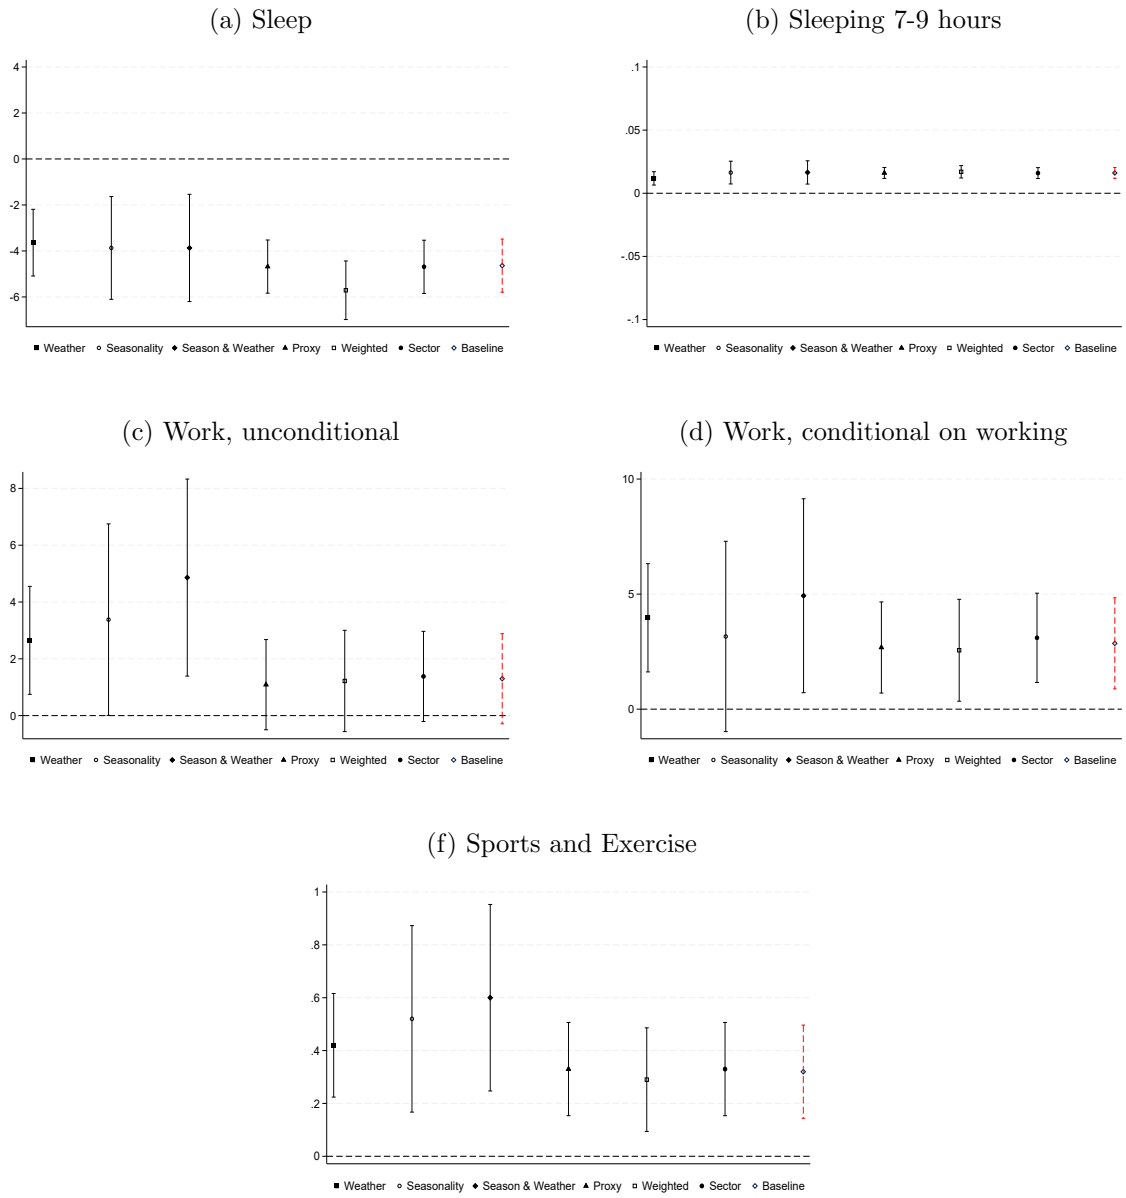 (a) Sleep
4
2
0
-2
-4
-6
Weather Seasonality Season & Weather Proxy Weighted Sector Baseline
(b) Sleeping 7-9 hours
.1
.05
0
-.05
-.1
Weather Seasonality Season & Weather Proxy Weighted Sector Baseline
(c) Work, unconditional
8
6
4
2
0
Weather Seasonality Season & Weather Proxy Weighted Sector Baseline
(d) Work, conditional on working
10
5
0
Weather Seasonality Season & Weather Proxy Weighted Sector Baseline
(f) Sports and Exercise
1
.8
.6
.4
.2
0
Weather Seasonality Season & Weather Proxy Weighted Sector Baseline